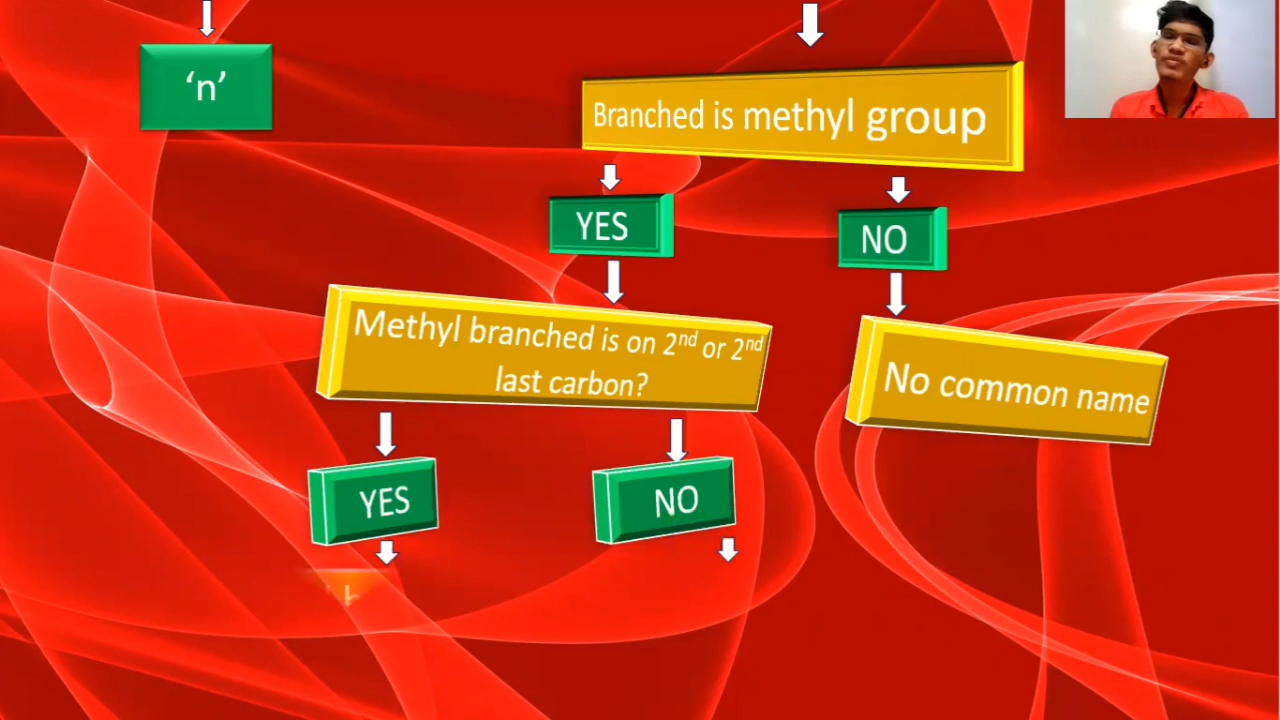 ‘n’
Branched is methyl group
YES
NO
Methyl branched is on 2nd or 2nd
last carbon?
No common name
YES
NO